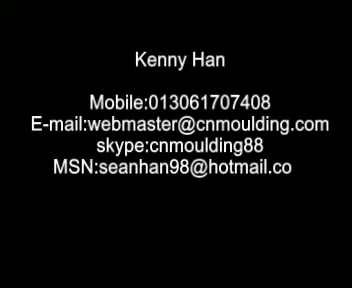 Kenny Han
Mobile:013061707408
E-mail:webmaster@cnmoulding.com
skype:cnmoulding88
MSN:seanhan98@hotmail.co